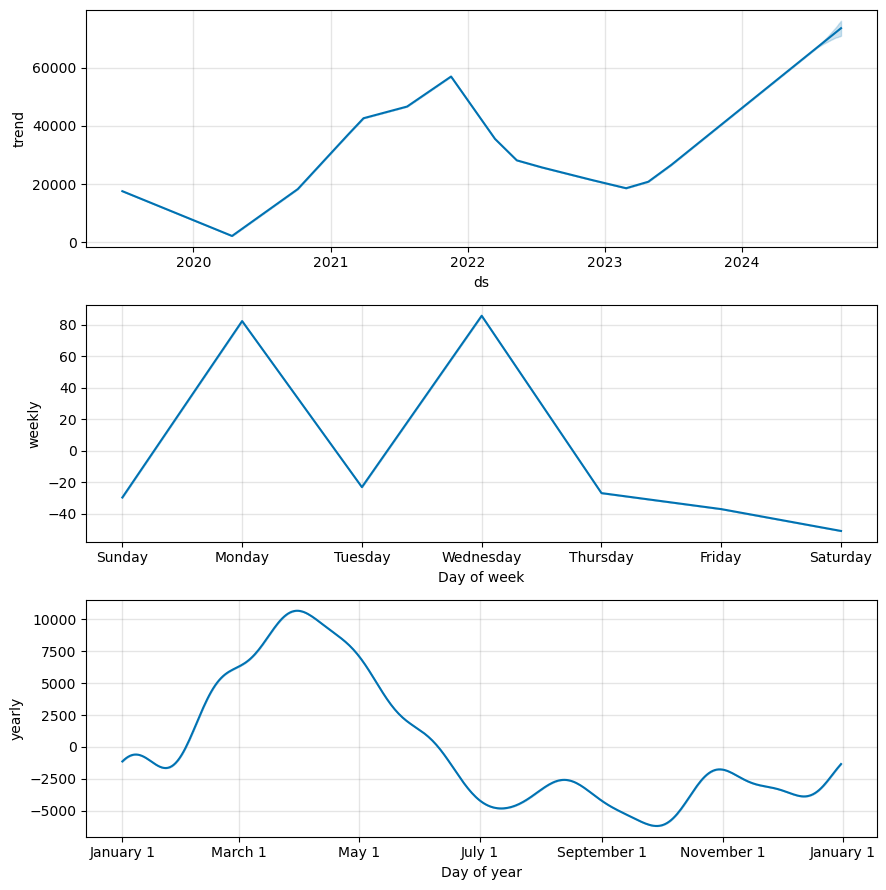 trend
60000
40000
20000
0
2020 2021 2022 2023 2024
ds
weekly
80
60
40
20
0
−20
−40
Sunday Monday Tuesday Wednesday Thursday Friday Saturday
Day of week
yearly
10000
7500
5000
2500
0
−2500
−5000
January 1 March 1 May 1 July 1 September 1 November 1 January 1
Day of year